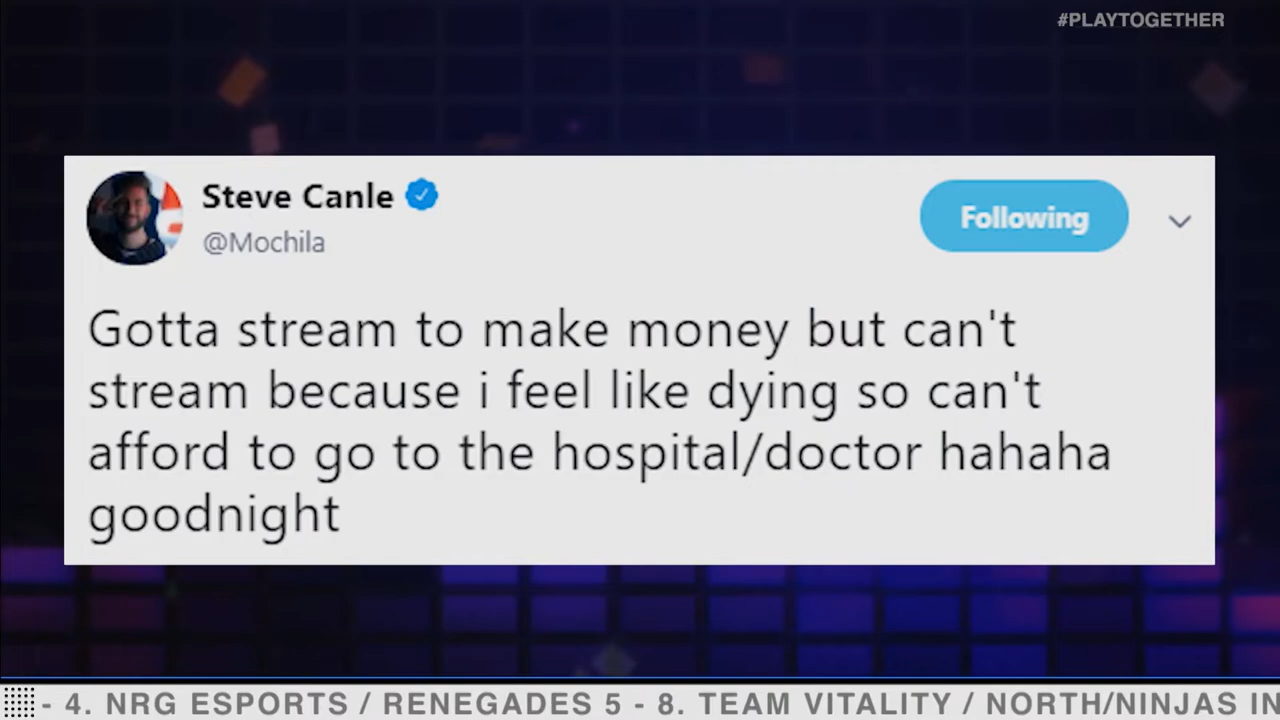 #PLAYTOGETHER
Steve Canle
@Mochila
Following
Gotta stream to make money but can't
stream because i feel like dying so can't
afford to go to the hospital/doctor hahaha
goodnight
- 4. NRG ESPORTS / RENEGADES 5 - 8. TEAM VITALITY / NORTH/NINJAS IN